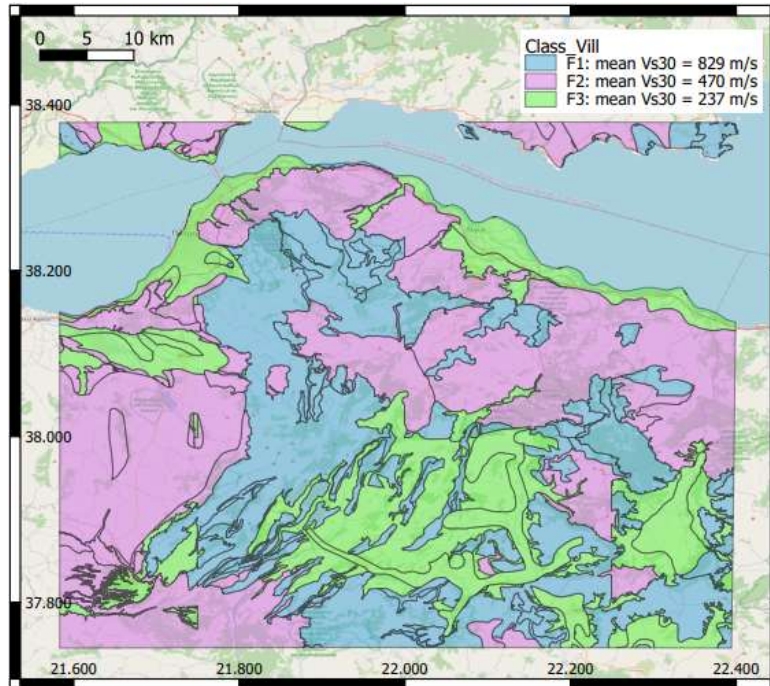 0 5 10 km
Class_Vill
F1: mean Vs30 = 829 m/s
F2: mean Vs30 = 470 m/s
F3: mean Vs30 = 237 m/s
38.400
38.200
38.000
37.800
21.600 21.800 22.000 22.200 22.400